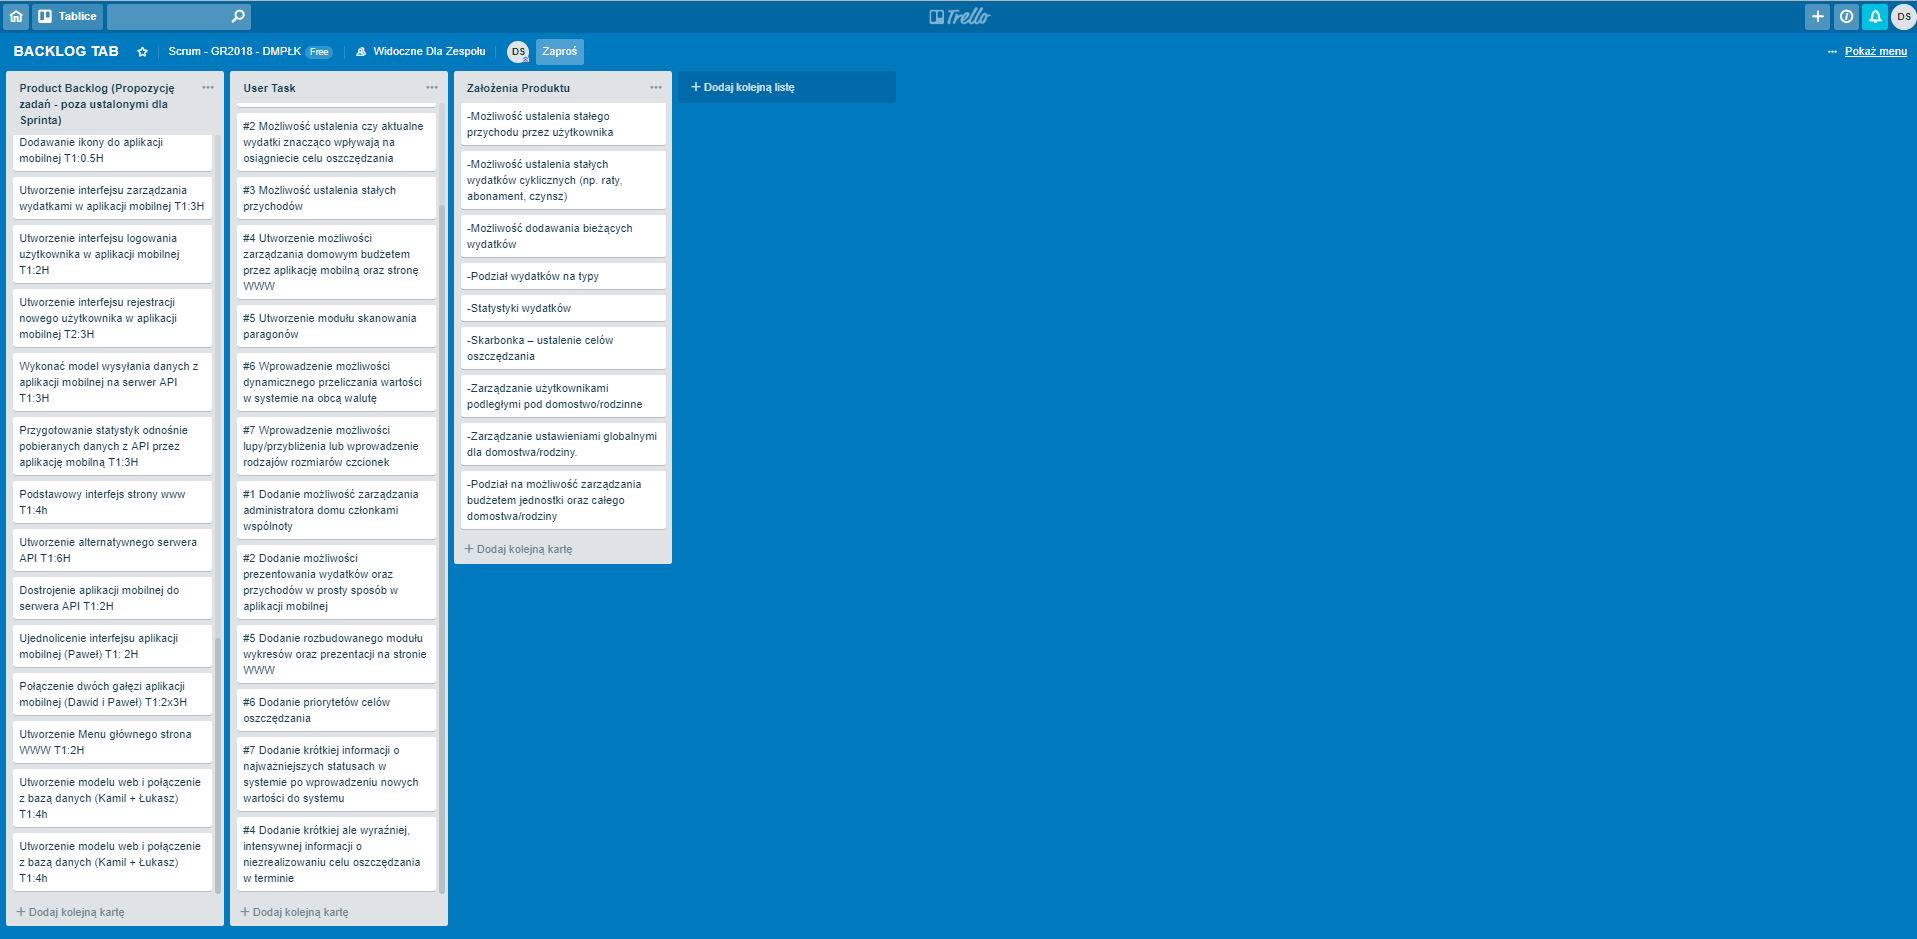 Tablice
Trello
DS
BACKLOG TAB
Scrum - GR2018 - DMPŁK Free
Widoczne Dla Zespołu
DS
Zaproś
Pokaż menu
Product Backlog (Propozycję
zadań - poza ustalonymi dla
Sprinta)
Dodawanie ikony do aplikacji
mobilnej T1:0.5H
Utworzenie interfejsu zarządzania
wydatkami w aplikacji mobilnej T1:3H
Utworzenie interfejsu logowania
użytkownika w aplikacji mobilnej
T1:2H
Utworzenie interfejsu rejestracji
nowego użytkownika w aplikacji
mobilnej T2:3H
Wykonać model wysyłania danych z
aplikacji mobilnej na serwer API
T1:3H
Przygotowanie statystyk odnośnie
pobieranych danych z API przez
aplikację mobilną T1:3H
Podstawowy interfejs strony www
T1:4h
Utworzenie alternatywnego serwera
API T1:6H
Dostrojenie aplikacji mobilnej do
serwera API T1:2H
Ujednolicenie interfejsu aplikacji
mobilnej (Paweł) T1: 2H
Połączenie dwóch gałęzi aplikacji
mobilnej (Dawid i Paweł) T1:2x3H
Utworzenie Menu głównego strona
WWW T1:2H
Utworzenie modelu web i połączenie
z bazą danych (Kamil + Łukasz)
T1:4h
Utworzenie modelu web i połączenie
z bazą danych (Kamil + Łukasz)
T1:4h
Dodaj kolejną kartę
User Task
#2 Możliwość ustalenia czy aktualne
wydatki znacząco wpływają na
osiągniecie celu oszczędzania
#3 Możliwość ustalenia stałych
przychodów
#4 Utworzenie możliwości
zarządzania domowym budżetem
przez aplikację mobilną oraz stronę
WWW
#5 Utworzenie modułu skanowania
paragonów
#6 Wprowadzenie możliwości
dynamicznego przeliczania wartości
w systemie na obcą walutę
#7 Wprowadzenie możliwości
lupy/przybliżenia lub wprowadzenie
rodzajów rozmiarów czcionek
#1 Dodanie możliwość zarządzania
administratora domu członkami
wspólnoty
#2 Dodanie możliwości
prezentowania wydatków oraz
przychodów w prosty sposób w
aplikacji mobilnej
#5 Dodanie rozbudowanego modułu
wykresów oraz prezentacji na stronie
WWW
#6 Dodanie priorytetów celów
oszczędzania
#7 Dodanie krótkiej informacji o
najważniejszych statusach w
systemie po wprowadzeniu nowych
wartości do systemu
#4 Dodanie krótkiej ale wyraźniej,
intensywnej informacji o
niezrealizowaniu celu oszczędzania
w terminie
Dodaj kolejną kartę
Założenia Produktu
-Możliwość ustalenia stałego
przychodu przez użytkownika
-Możliwość ustalenia stałych
wydatków cyklicznych (np. raty,
abonament, czynsz)
-Możliwość dodawania bieżących
wydatków
-Podział wydatków na typy
-Statystyki wydatków
-Skarbonka – ustalenie celów
oszczędzania
-Zarządzanie użytkownikami
podległymi pod domostwo/rodzinne
-Zarządzanie ustawieniami globalnymi
dla domostwa/rodziny.
-Podział na możliwość zarządzania
budżetem jednostki oraz całego
domostwa/rodziny
Dodaj kolejną kartę
Dodaj kolejną listę